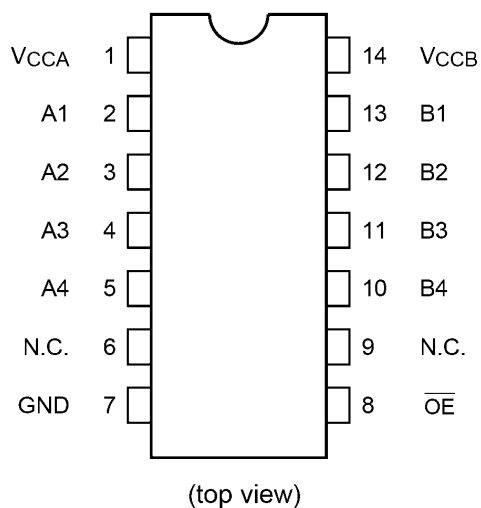 VCCA 1 14 VCCB
A1 2 13 B1
A2 3 12 B2
A3 4 11 B3
A4 5 10 B4
N.C. 6 9 N.C.
GND 7 8 O̅E̅
(top view)